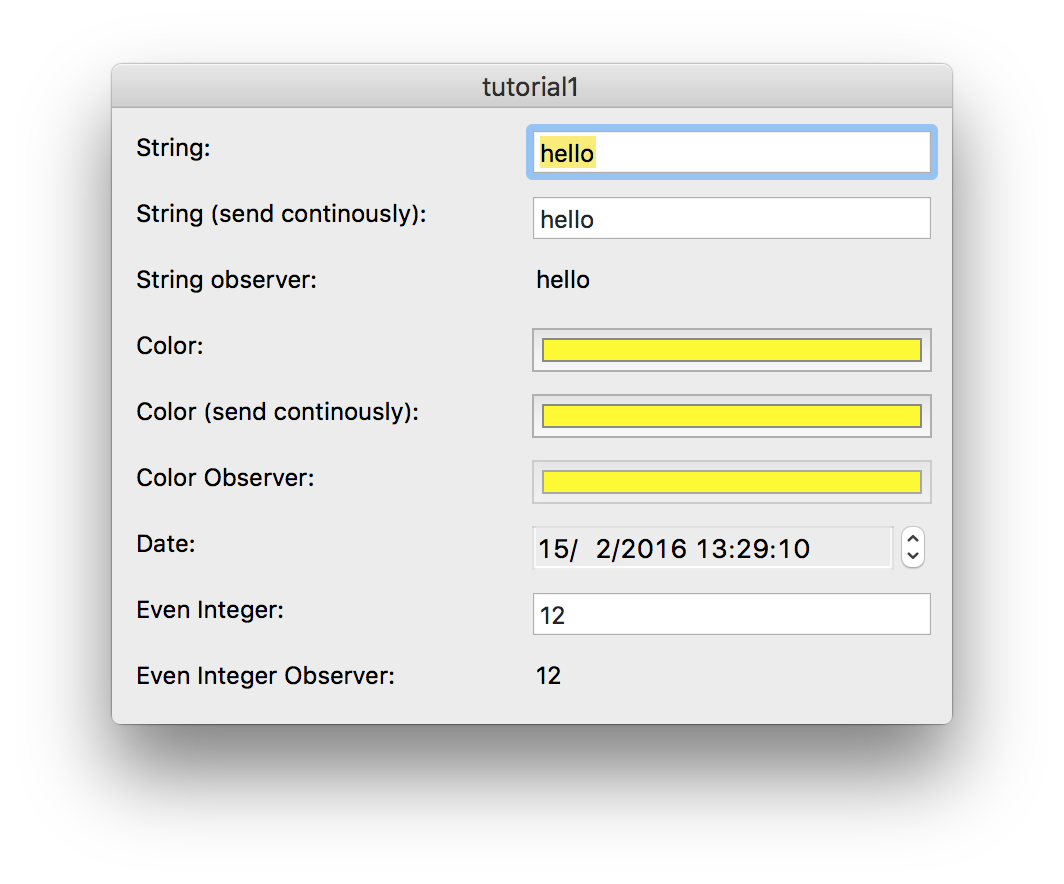 tutorial1
String: hello
String (send continously): hello
String observer: hello
Color:
Color (send continously):
Color Observer:
Date: 15/  2/2016 13:29:10
Even Integer: 12
Even Integer Observer: 12